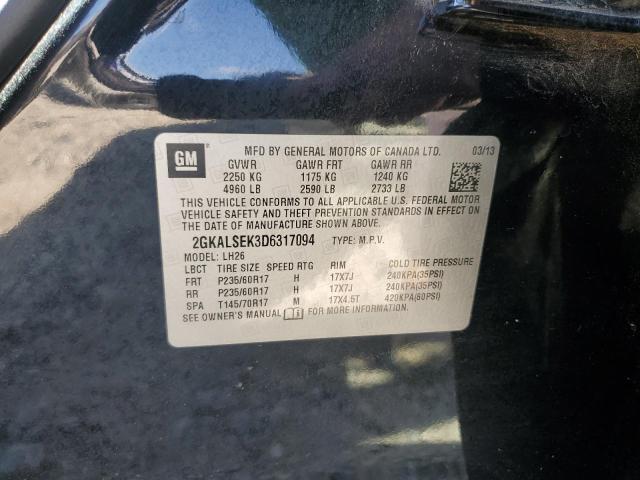 GM
MFD BY GENERAL MOTORS OF CANADA LTD. 03/13
GVWR GAWR FRT GAWR RR
2250 KG 1175 KG 1240 KG
4960 LB 2590 LB 2733 LB
THIS VEHICLE CONFORMS TO ALL APPLICABLE U.S. FEDERAL MOTOR
VEHICLE SAFETY AND THEFT PREVENTION STANDARDS IN EFFECT ON
THE DATE OF MANUFACTURE SHOWN ABOVE.
2GKALSEK3D6317094 TYPE: M.P.V.
MODEL: LH26
LBCT TIRE SIZE SPEED RTG RIM COLD TIRE PRESSURE
FRT P235/60R17 H 17X7J 240KPA(35PSI)
RR P235/60R17 H 17X7J 240KPA(35PSI)
SPA T145/70R17 M 17X4.5T 420KPA(60PSI)
SEE OWNER'S MANUAL FOR MORE INFORMATION.